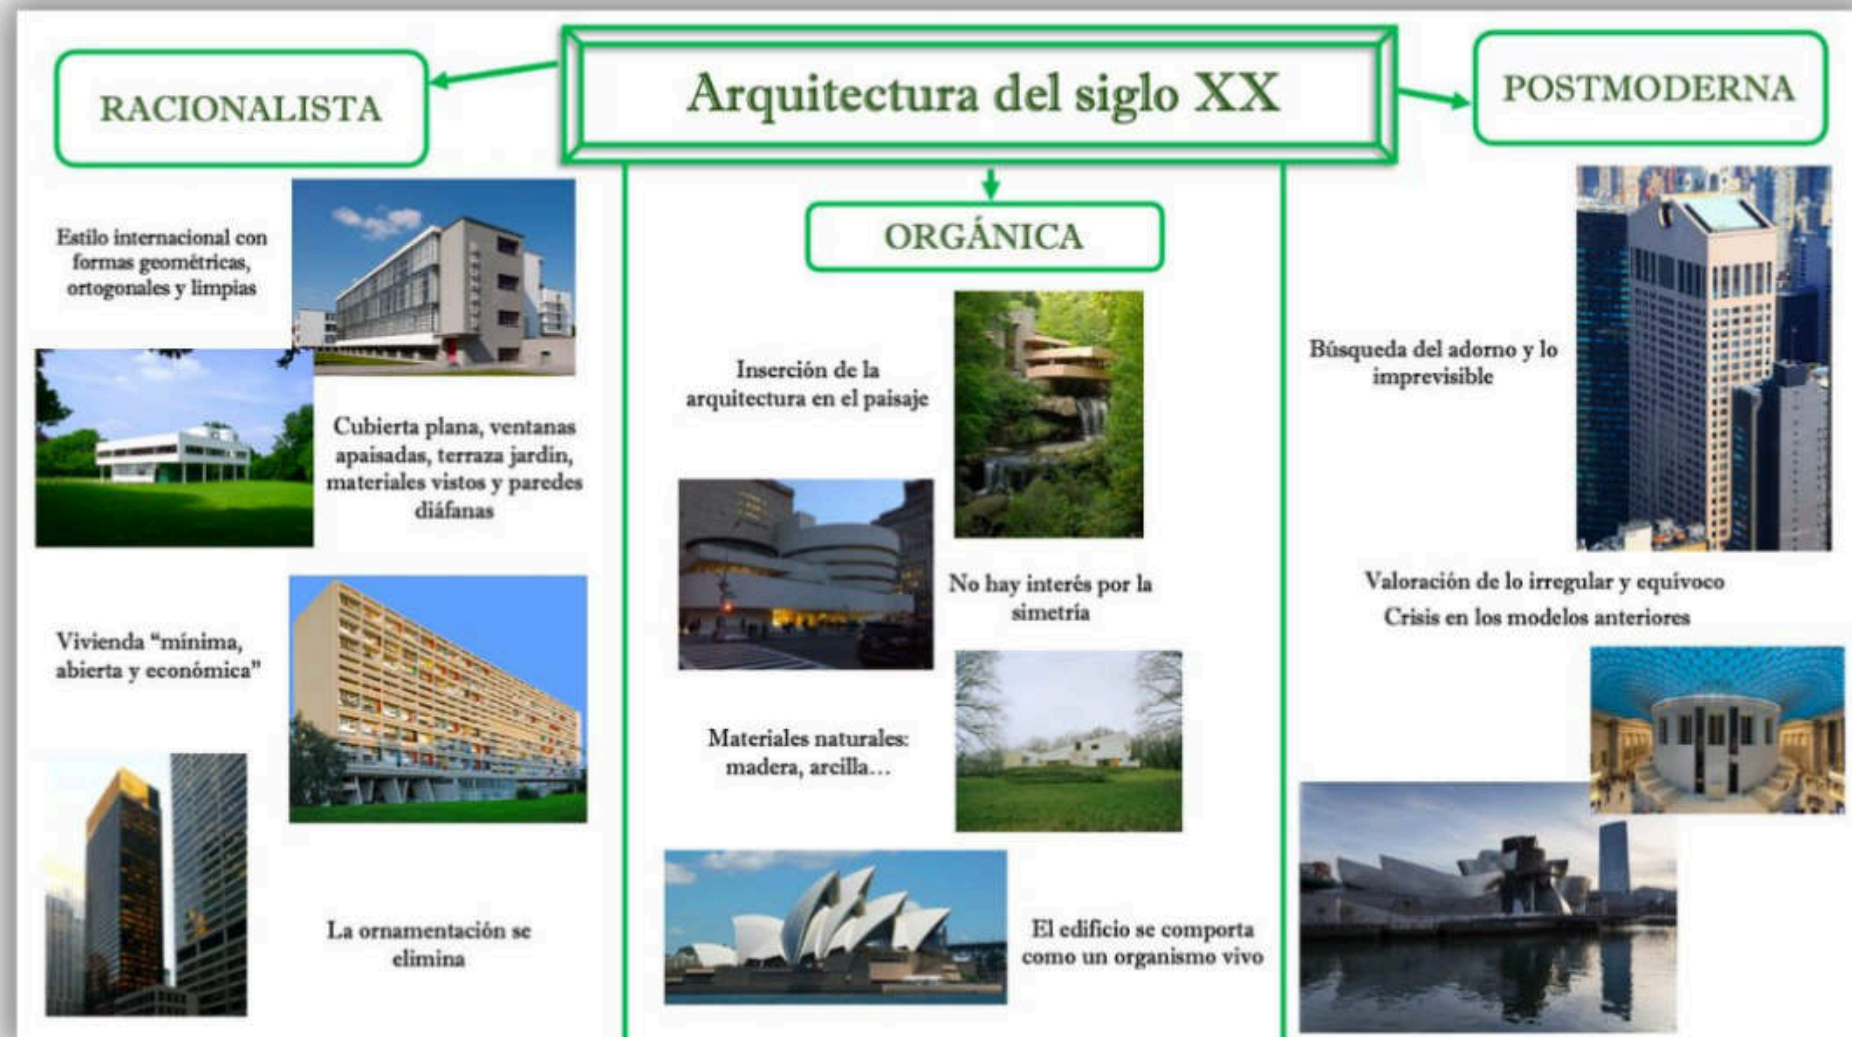 Arquitectura del siglo XX
RACIONALISTA
Estilo internacional con
formas geométricas,
ortogonales y limpias
Cubierta plana, ventanas
apaisadas, terraza jardín,
materiales vistos y paredes
diáfanas
Vivienda “mínima,
abierta y económica”
La ornamentación se
elimina
ORGÁNICA
Inserción de la
arquitectura en el paisaje
No hay interés por la
simetría
Materiales naturales:
madera, arcilla…
El edificio se comporta
como un organismo vivo
POSTMODERNA
Búsqueda del adorno y lo
imprevisible
Valoración de lo irregular y equívoco
Crisis en los modelos anteriores